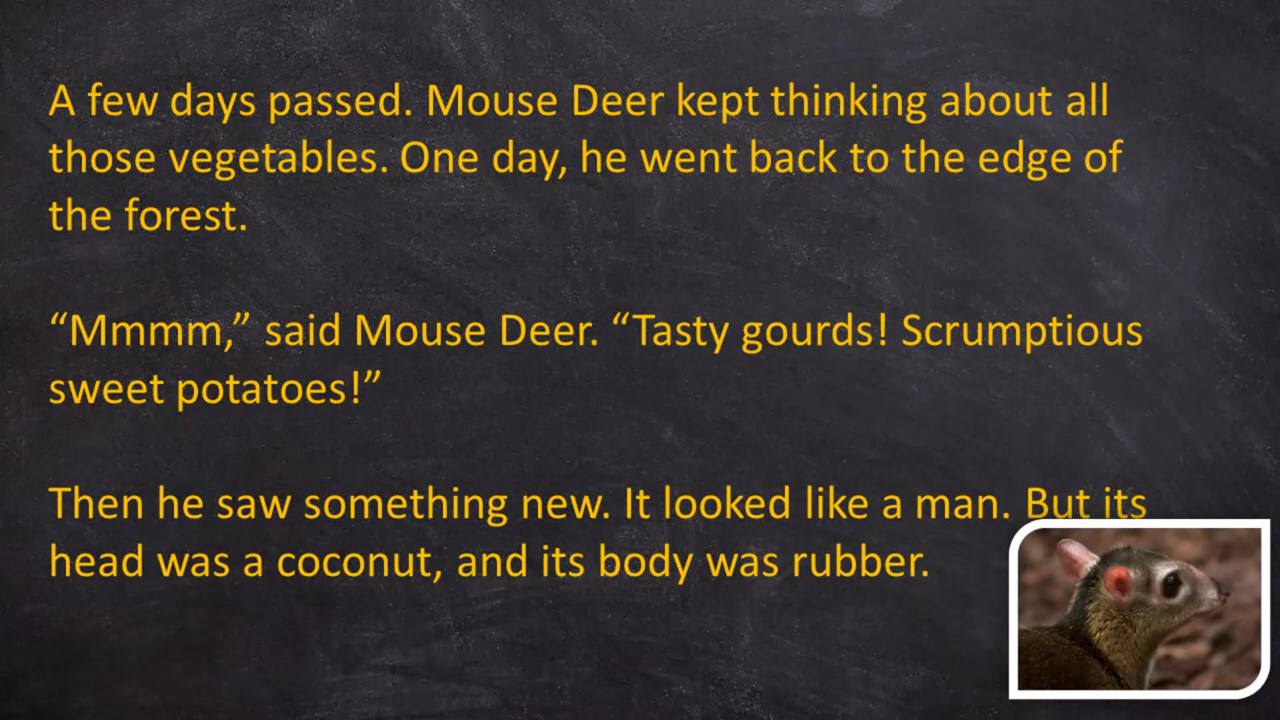 A few days passed. Mouse Deer kept thinking about all
those vegetables. One day, he went back to the edge of
the forest.
“Mmmm,” said Mouse Deer. “Tasty gourds! Scrumptious
sweet potatoes!”
Then he saw something new. It looked like a man. But its
head was a coconut, and its body was rubber.